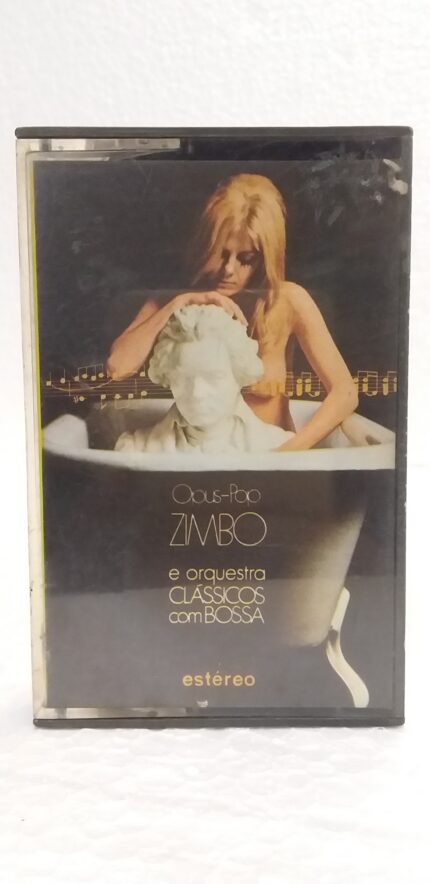 Opus-Pop
ZIMBO
e orquestra
CLÁSSICOS
com BOSSA
estéreo